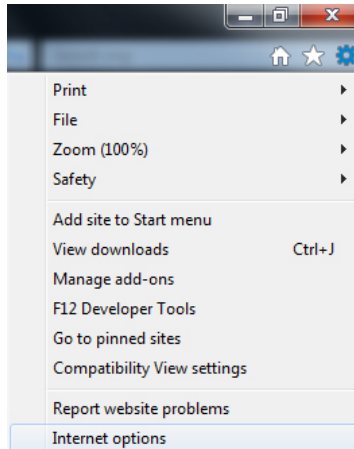 Print
File
Zoom (100%)
Safety
Add site to Start menu
View downloads Ctrl+J
Manage add-ons
F12 Developer Tools
Go to pinned sites
Compatibility View settings
Report website problems
Internet options